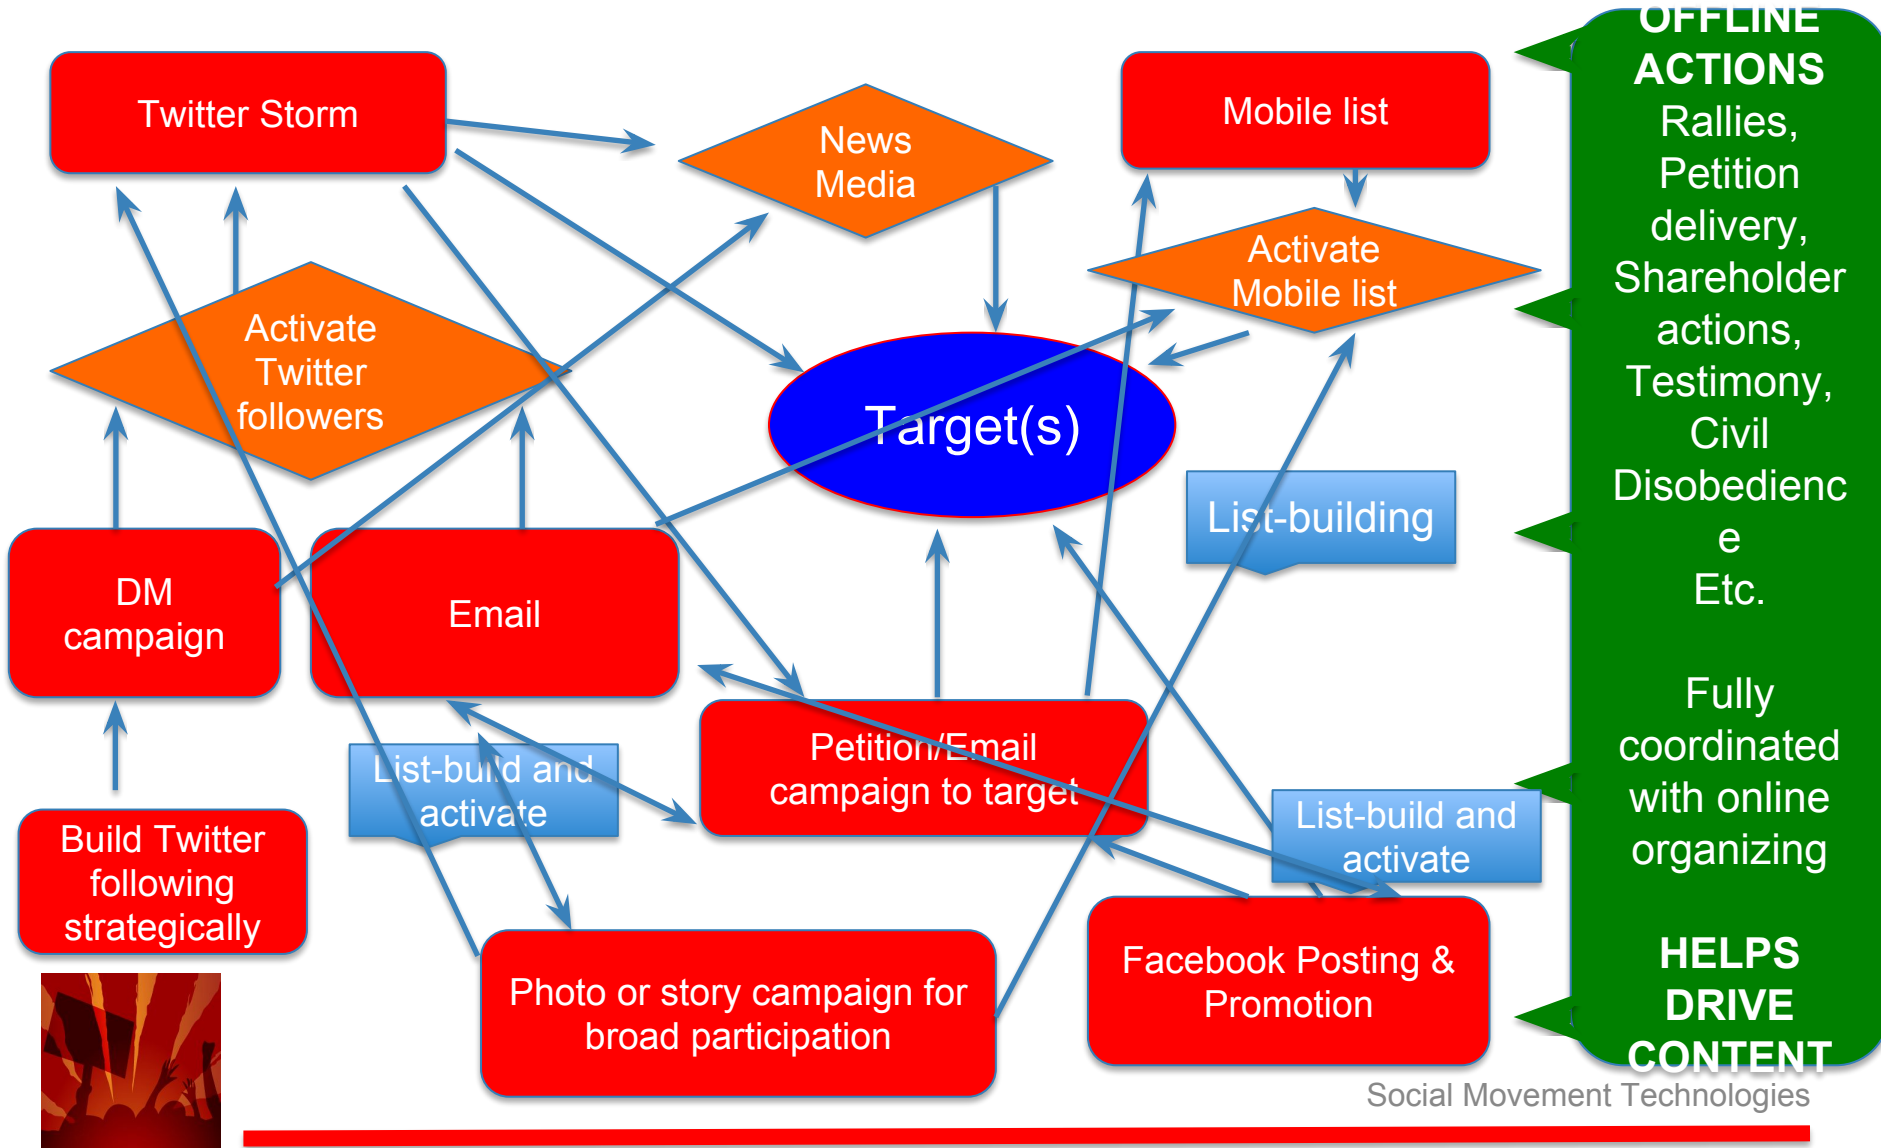 Twitter Storm
News
Media
Mobile list
Activate
Mobile list
Activate
Twitter
followers
Target(s)
List-building
DM
campaign
Email
Petition/Email
campaign to target
List-build and
activate
List-build and
activate
Build Twitter
following
strategically
Photo or story campaign for
broad participation
Facebook Posting &
Promotion
OFFLINE
ACTIONS
Rallies,
Petition
delivery,
Shareholder
actions,
Testimony,
Civil
Disobedienc
e
Etc.
Fully
coordinated
with online
organizing
HELPS
DRIVE
CONTENT
Social Movement Technologies